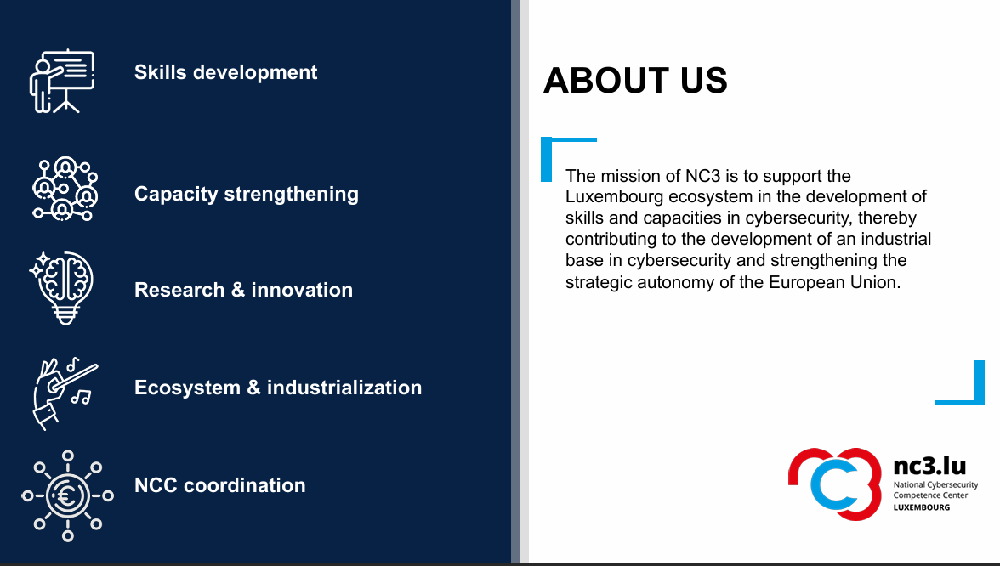 Skills development
Capacity strengthening
Research & innovation
Ecosystem & industrialization
€
NCC coordination
ABOUT US
The mission of NC3 is to support the
Luxembourg ecosystem in the development of
skills and capacities in cybersecurity, thereby
contributing to the development of an industrial
base in cybersecurity and strengthening the
strategic autonomy of the European Union.
nc3.lu
National Cybersecurity
Competence Center
LUXEMBOURG